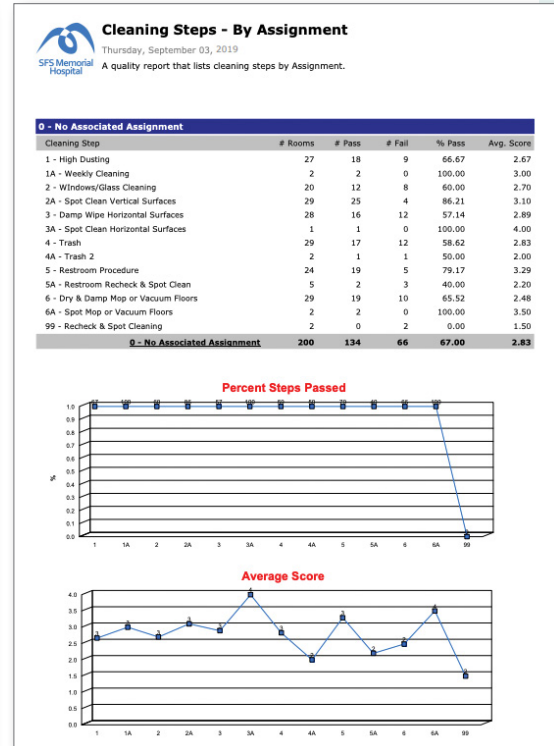 Cleaning Steps - By Assignment
Thursday, September 03, 2019
SFS Memorial
Hospital
A quality report that lists cleaning steps by Assignment.
0 - No Associated Assignment
Cleaning Step # Rooms # Pass # Fail % Pass Avg. Score
1 - High Dusting 27 18 9 66.67 2.67
1A - Weekly Cleaning 2 2 0 100.00 3.00
2 - WIndows/Glass Cleaning 20 12 8 60.00 2.70
2A - Spot Clean Vertical Surfaces 29 25 4 86.21 3.10
3 - Damp Wipe Horizontal Surfaces 28 16 12 57.14 2.89
3A - Spot Clean Horizontal Surfaces 1 1 0 100.00 4.00
4 - Trash 29 17 12 58.62 2.83
4A - Trash 2 2 1 1 50.00 2.00
5 - Restroom Procedure 24 19 5 79.17 3.29
5A - Restroom Recheck & Spot Clean 5 2 3 40.00 2.20
6 - Dry & Damp Mop or Vacuum Floors 29 19 10 65.52 2.48
6A - Spot Mop or Vacuum Floors 2 2 0 100.00 3.50
99 - Recheck & Spot Cleaning 2 0 2 0.00 1.50
0 - No Associated Assignment 200 134 66 67.00 2.83
Percent Steps Passed
1.0
0.9
0.8
0.7
0.6
0.5
0.4
0.3
0.2
0.1
0.0
%
1 1A 2 2A 3 3A 4 4A 5 5A 6 6A 99
Average Score
4.0
3.5
3.0
2.5
2.0
1.5
1.0
0.5
0.0
1 1A 2 2A 3 3A 4 4A 5 5A 6 6A 99